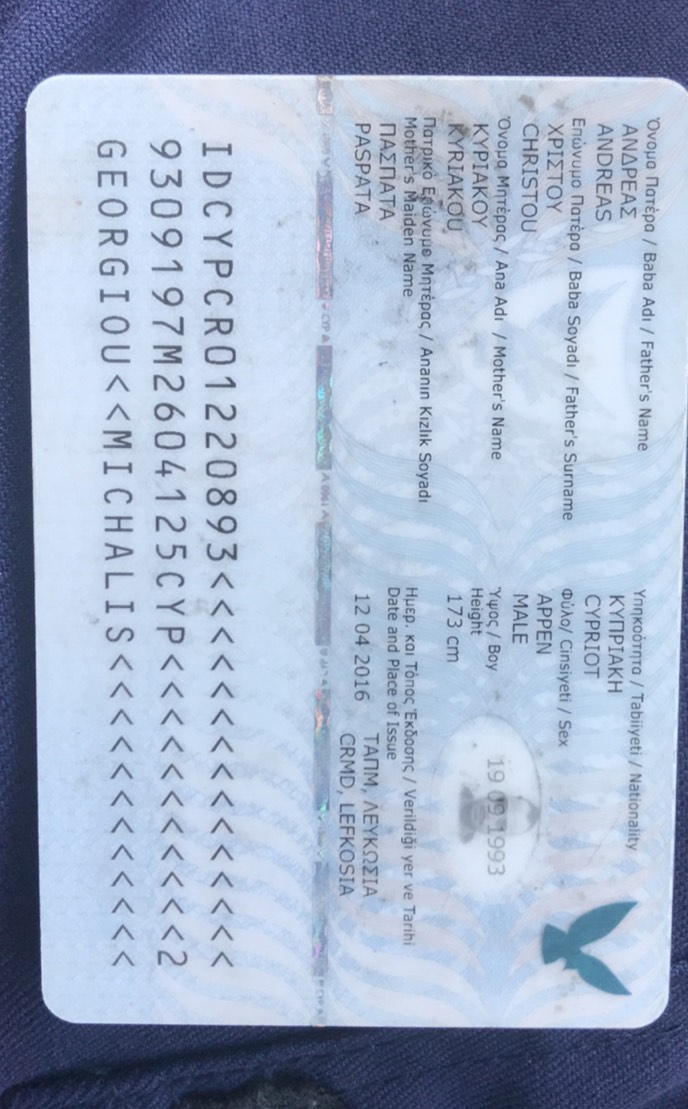 Όνομα Πατέρα / Baba Adı / Father's Name
ΑΝΔΡΕΑΣ
ANDREAS
Επώνυμο Πατέρα / Baba Soyadı / Father's Surname
ΧΡΙΣΤΟΥ
CHRISTOU
Όνομα Μητέρας / Ana Adı / Mother's Name
ΚΥΡΙΑΚΟΥ
KYRIAKOU
Πατρικό Επώνυμο Μητέρας / Ananın Kızlık Soyadı
Mother's Maiden Name
ΠΑΣΠΑΤΑ
PASPATA
Υπηκοότητα / Tabiiyeti / Nationality
ΚΥΠΡΙΑΚΗ
CYPRIOT
Φύλο/ Cinsiyeti / Sex
ΑΡΡΕΝ
MALE
Ύψος / Boy
Height
173 cm
19 09 1993
Ημερ. και Τόπος Έκδοσης / Verildiği yer ve Tarihi
Date and Place of Issue
12 04 2016 ΤΑΠΜ, ΛΕΥΚΩΣΙΑ
CRMD, LEFKOSIA
IDCYPCR01220893<<<<<<<<<<<<<<<
9309197M2604125CYP<<<<<<<<<<<2
GEORGIOU<<MICHALIS<<<<<<<<<<<<